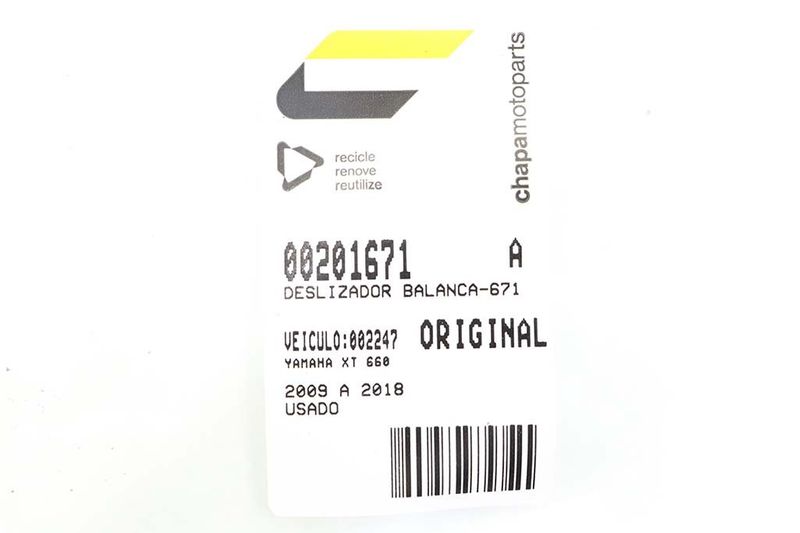 chapamotoparts
recicle
renove
reutilize
00201671 A
DESLIZADOR BALANCA-671
VEICULO:002247 ORIGINAL
YAMAHA XT 660
2009 A 2018
USADO